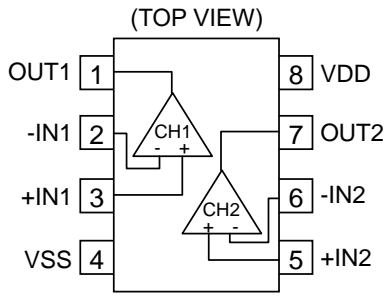 (TOP VIEW)
OUT1 1 8 VDD
CH1
-IN1 2 - + 7 OUT2
+IN1 3 CH2 6 -IN2
+ -
VSS 4 5 +IN2